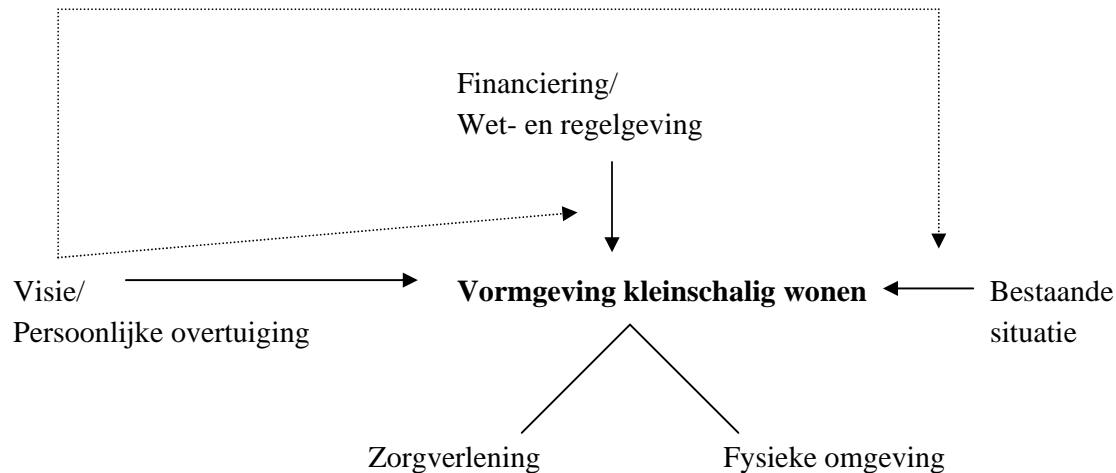 Financiering/
Wet- en regelgeving
Visie/
Persoonlijke overtuiging
Vormgeving kleinschalig wonen
Bestaande
situatie
Zorgverlening
Fysieke omgeving